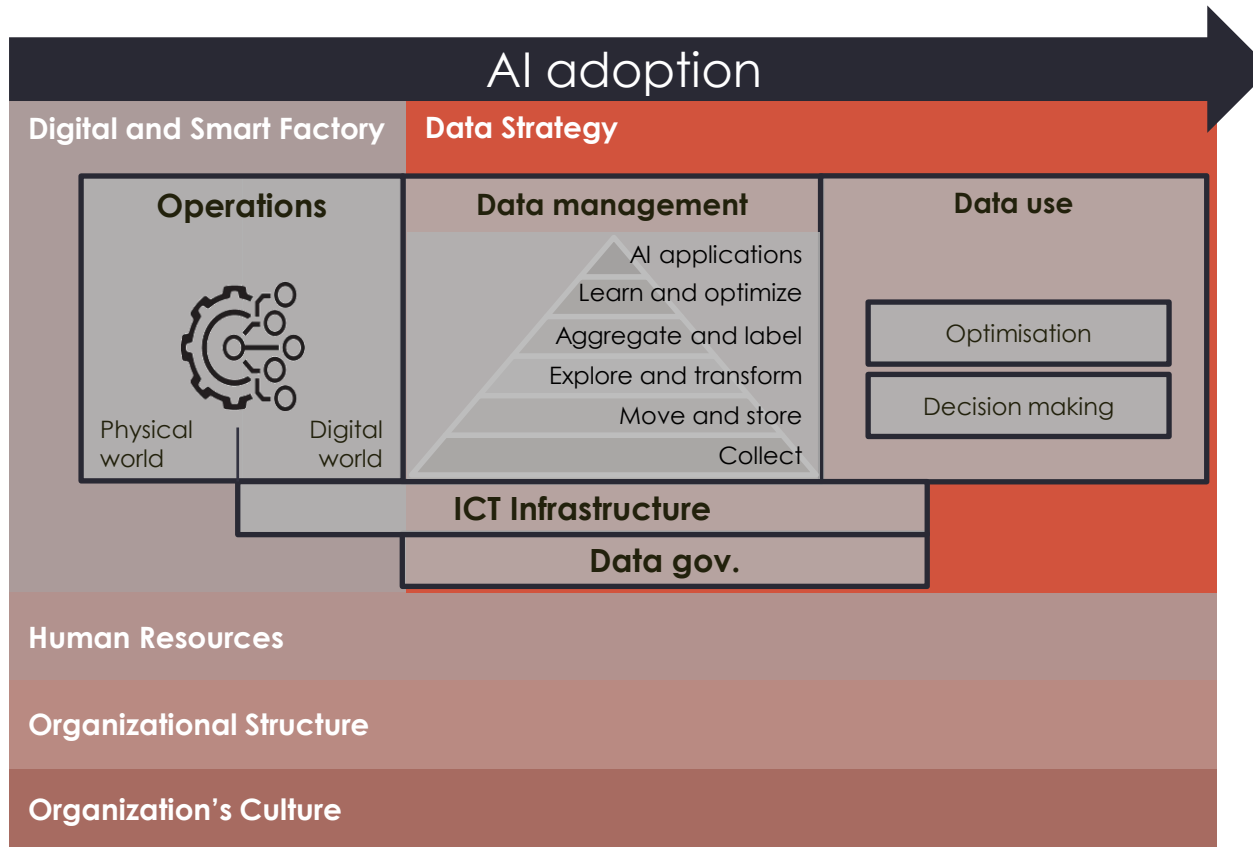 AI adoption
Digital and Smart Factory
Data Strategy
Operations
Physical
world
Digital
world
Data management
AI applications
Learn and optimize
Aggregate and label
Explore and transform
Move and store
Collect
Data use
Optimisation
Decision making
ICT Infrastructure
Data gov.
Human Resources
Organizational Structure
Organization's Culture